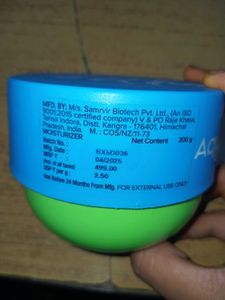 MFD. BY: M/s. Samrvir Biotech Pvt. Ltd., (An ISO
9001:2015 certified company) V & PO Raja Khasa,
Tehsil Indora, Distt. Kangra - 176401, Himachal
Pradesh, India M. L.: COS/NZ/11-73
MOISTURIZER
Net Content 200 g
Batch No. : BX5D036
Mfg. Date : 04/2025
MRP ₹ : 499.00
(incl. of all taxes)
USP ₹ per g : 2.50
Use Before 24 Months From Mfg. FOR EXTERNAL USE ONLY